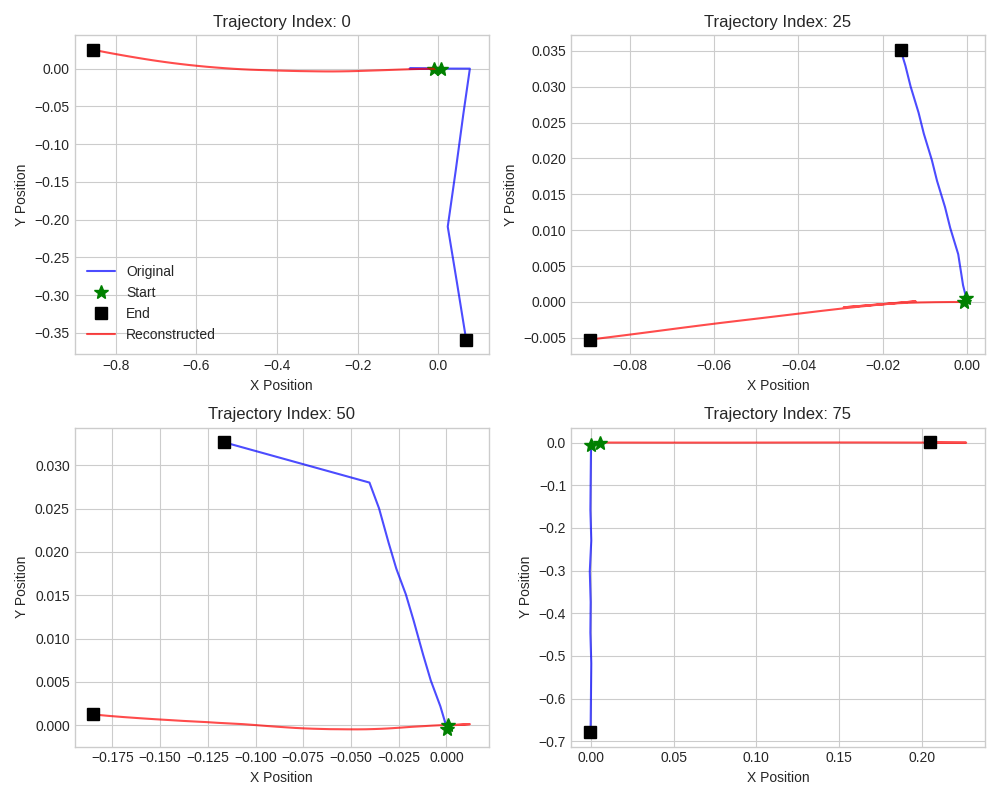 Trajectory Index: 0
Y Position
0.00
−0.05
−0.10
−0.15
−0.20
−0.25
−0.30
−0.35
Original
Start
End
Reconstructed
−0.8 −0.6 −0.4 −0.2 0.0
X Position
Trajectory Index: 25
Y Position
0.035
0.030
0.025
0.020
0.015
0.010
0.005
0.000
−0.005
−0.08 −0.06 −0.04 −0.02 0.00
X Position
Trajectory Index: 50
Y Position
0.030
0.025
0.020
0.015
0.010
0.005
0.000
−0.175 −0.150 −0.125 −0.100 −0.075 −0.050 −0.025 0.000
X Position
Trajectory Index: 75
Y Position
0.0
−0.1
−0.2
−0.3
−0.4
−0.5
−0.6
−0.7
0.00 0.05 0.10 0.15 0.20
X Position